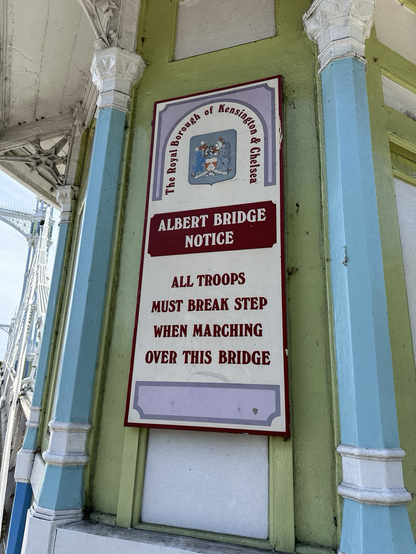 The Royal Borough of Kensington & Chelsea
ALBERT BRIDGE
NOTICE
ALL TROOPS
MUST BREAK STEP
WHEN MARCHING
OVER THIS BRIDGE